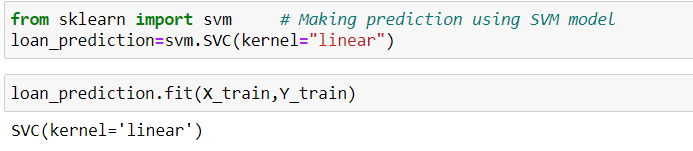 from sklearn import svm     # Making prediction using SVM model
loan_prediction=svm.SVC(kernel="linear")
loan_prediction.fit(X_train,Y_train)
SVC(kernel='linear')